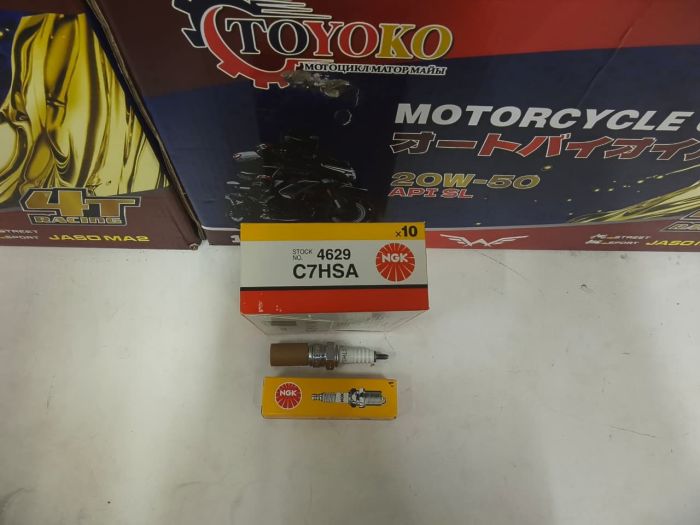 TOYOKO
МОТОЦИКЛ МАТОР МАЙЫ
MOTORCYCLE
オートバイオイ
20W-50
API SL
4T
RACING
STREET
SPORT JASO MA2
STREET
SPORT JASO
x10
STOCK NO. 4629
C7HSA
NGK
NGK